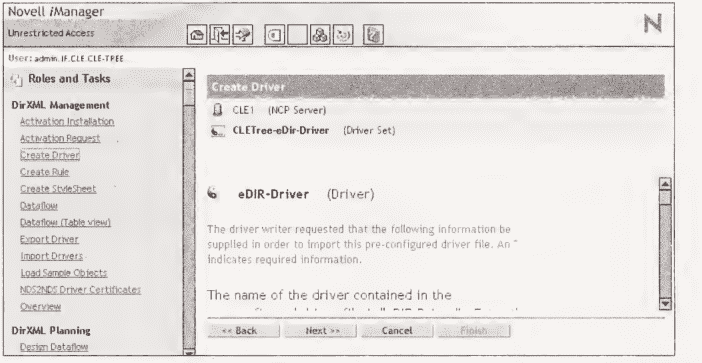 Novell iManager
Unrestricted Access
N
User: admin.IF.CLE.CLE-TREE
Roles and Tasks
DirXML Management
Activation Installation
Activation Request
Create Driver
Create Rule
Create StyleSheet
Dataflow
Dataflow (Table view)
Export Driver
Import Drivers
Load Sample Objects
NDS2NDS Driver Certificates
Overview
DirXML Planning
Design Dataflow
Create Driver
CLE1 (NCP Server)
CLETree-eDir-Driver (Driver Set)
eDIR-Driver (Driver)
The driver writer requested that the following information be
supplied in order to import this pre-configured driver file. An *
indicates required information.
The name of the driver contained in the
<< Back Next >> Cancel Finish